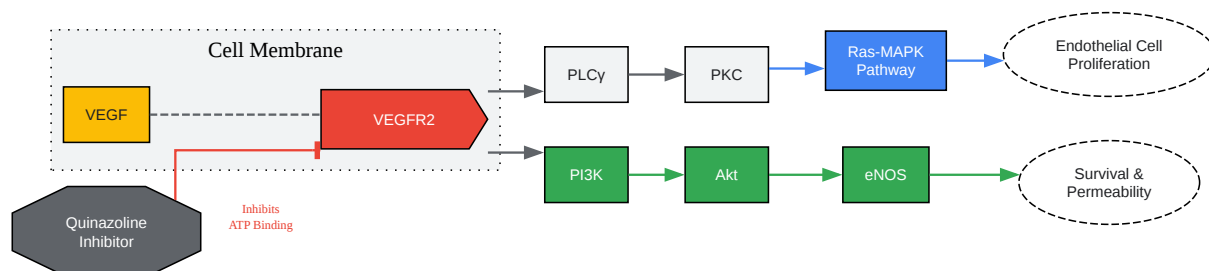 Cell Membrane
VEGF
VEGFR2
PLCγ
PKC
Ras-MAPK
Pathway
Endothelial Cell
Proliferation
PI3K
Akt
eNOS
Survival &
Permeability
Quinazoline
Inhibitor
Inhibits
ATP Binding